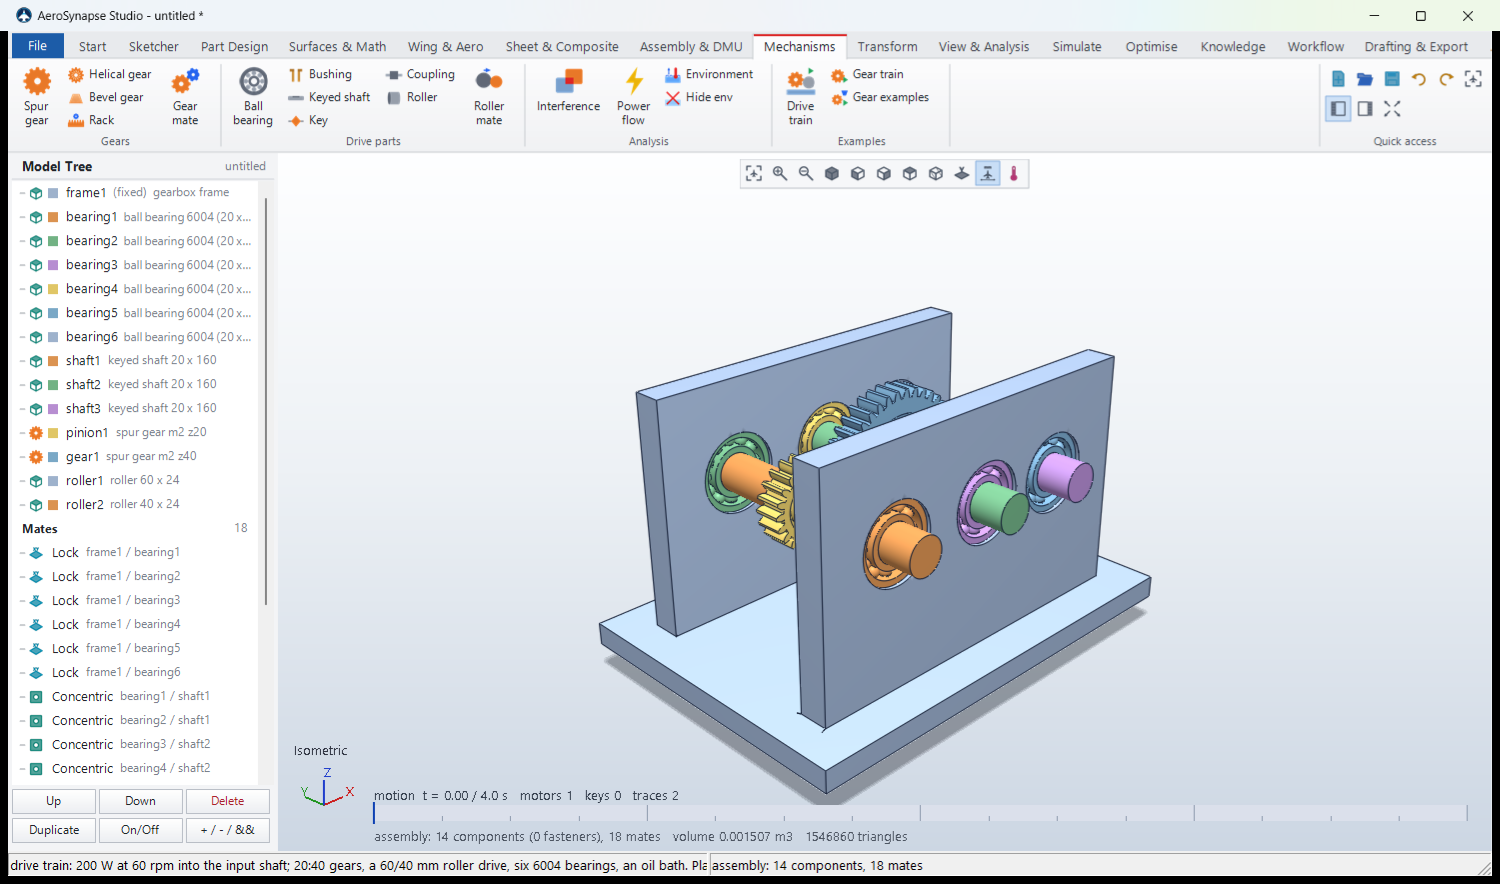 AeroSynapse Studio - untitled *
File Start Sketcher Part Design Surfaces & Math Wing & Aero Sheet & Composite Assembly & DMU Mechanisms Transform View & Analysis Simulate Optimise Knowledge Workflow Drafting & Export
Spur gear
Helical gear
Bevel gear
Rack
Gear mate
Gears
Ball bearing
Bushing
Keyed shaft
Key
Coupling
Roller
Roller mate
Drive parts
Interference
Power flow
Environment
Hide env
Analysis
Drive train
Gear train
Gear examples
Examples
Quick access
Model Tree untitled
frame1 (fixed) gearbox frame
bearing1 ball bearing 6004 (20 x...
bearing2 ball bearing 6004 (20 x...
bearing3 ball bearing 6004 (20 x...
bearing4 ball bearing 6004 (20 x...
bearing5 ball bearing 6004 (20 x...
bearing6 ball bearing 6004 (20 x...
shaft1 keyed shaft 20 x 160
shaft2 keyed shaft 20 x 160
shaft3 keyed shaft 20 x 160
pinion1 spur gear m2 z20
gear1 spur gear m2 z40
roller1 roller 60 x 24
roller2 roller 40 x 24
Mates 18
Lock frame1 / bearing1
Lock frame1 / bearing2
Lock frame1 / bearing3
Lock frame1 / bearing4
Lock frame1 / bearing5
Lock frame1 / bearing6
Concentric bearing1 / shaft1
Concentric bearing2 / shaft1
Concentric bearing3 / shaft2
Concentric bearing4 / shaft2
Up Down Delete
Duplicate On/Off + / - / &&
Isometric
Z
Y X
motion t = 0.00 / 4.0 s motors 1 keys 0 traces 2
assembly: 14 components (0 fasteners), 18 mates volume 0.001507 m3 1546860 triangles
drive train: 200 W at 60 rpm into the input shaft; 20:40 gears, a 60/40 mm roller drive, six 6004 bearings, an oil bath. Pla
assembly: 14 components, 18 mates